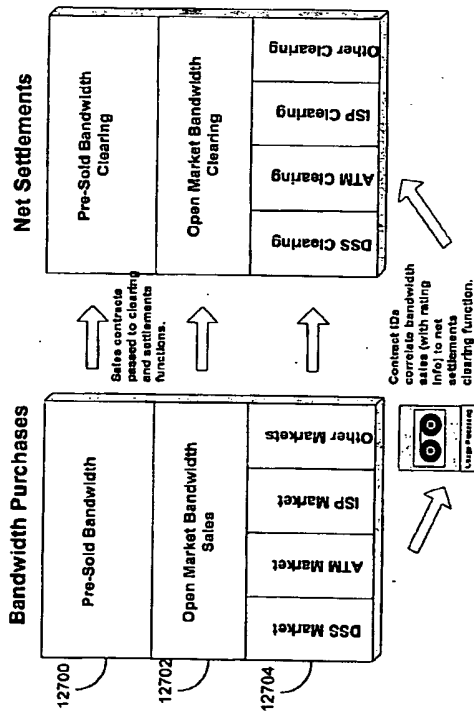 Bandwidth Purchases
12700
Pre-Sold Bandwidth
12702
Open Market Bandwidth
Sales
12704
DSS Market
ATM Market
ISP Market
Other Markets
Sales contracts
passed to clearing
and settlements
functions.
Usage Processing
Contract IDs
correlate bandwidth
sales (with rating
info) to net
settlements
clearing function.
Net Settlements
Pre-Sold Bandwidth
Clearing
Open Market Bandwidth
Clearing
DSS Clearing
ATM Clearing
ISP Clearing
Other Clearing